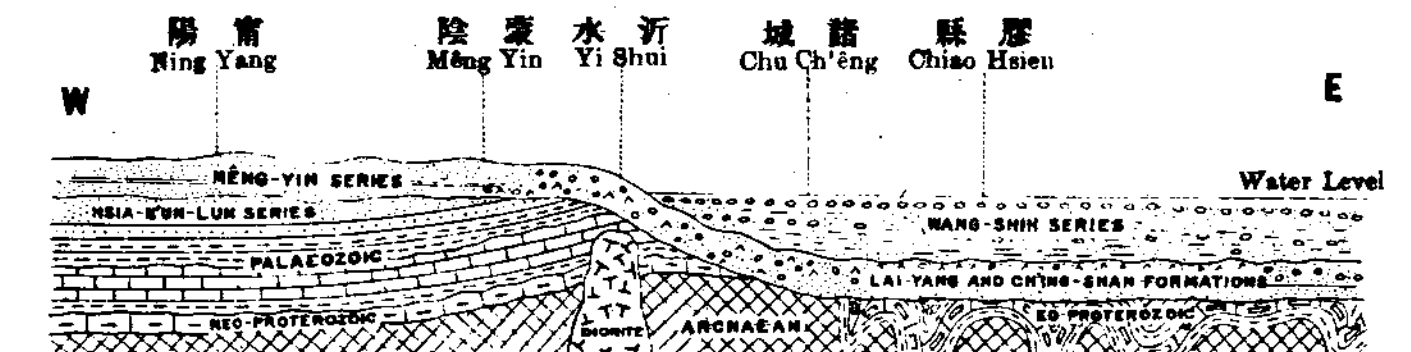 陽甯 陰蒙 水沂 城諸 縣膠
Ning Yang Mêng Yin Yi Shui Chu Ch'êng Chiao Hsien
W E
Water Level
MÊNG-YIN SERIES
HSIA-K'UN-LUN SERIES
WANG-SHIH SERIES
PALAEOZOIC
LAI-YANG AND CH'ING-SHAN FORMATIONS
NEO-PROTEROZOIC
DIORITE
ARCHAEAN
EO-PROTEROZOIC